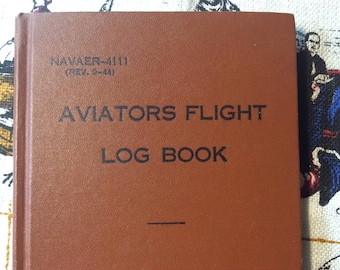 NAVAER-4111
(REV. 9-44)
AVIATORS FLIGHT
LOG BOOK